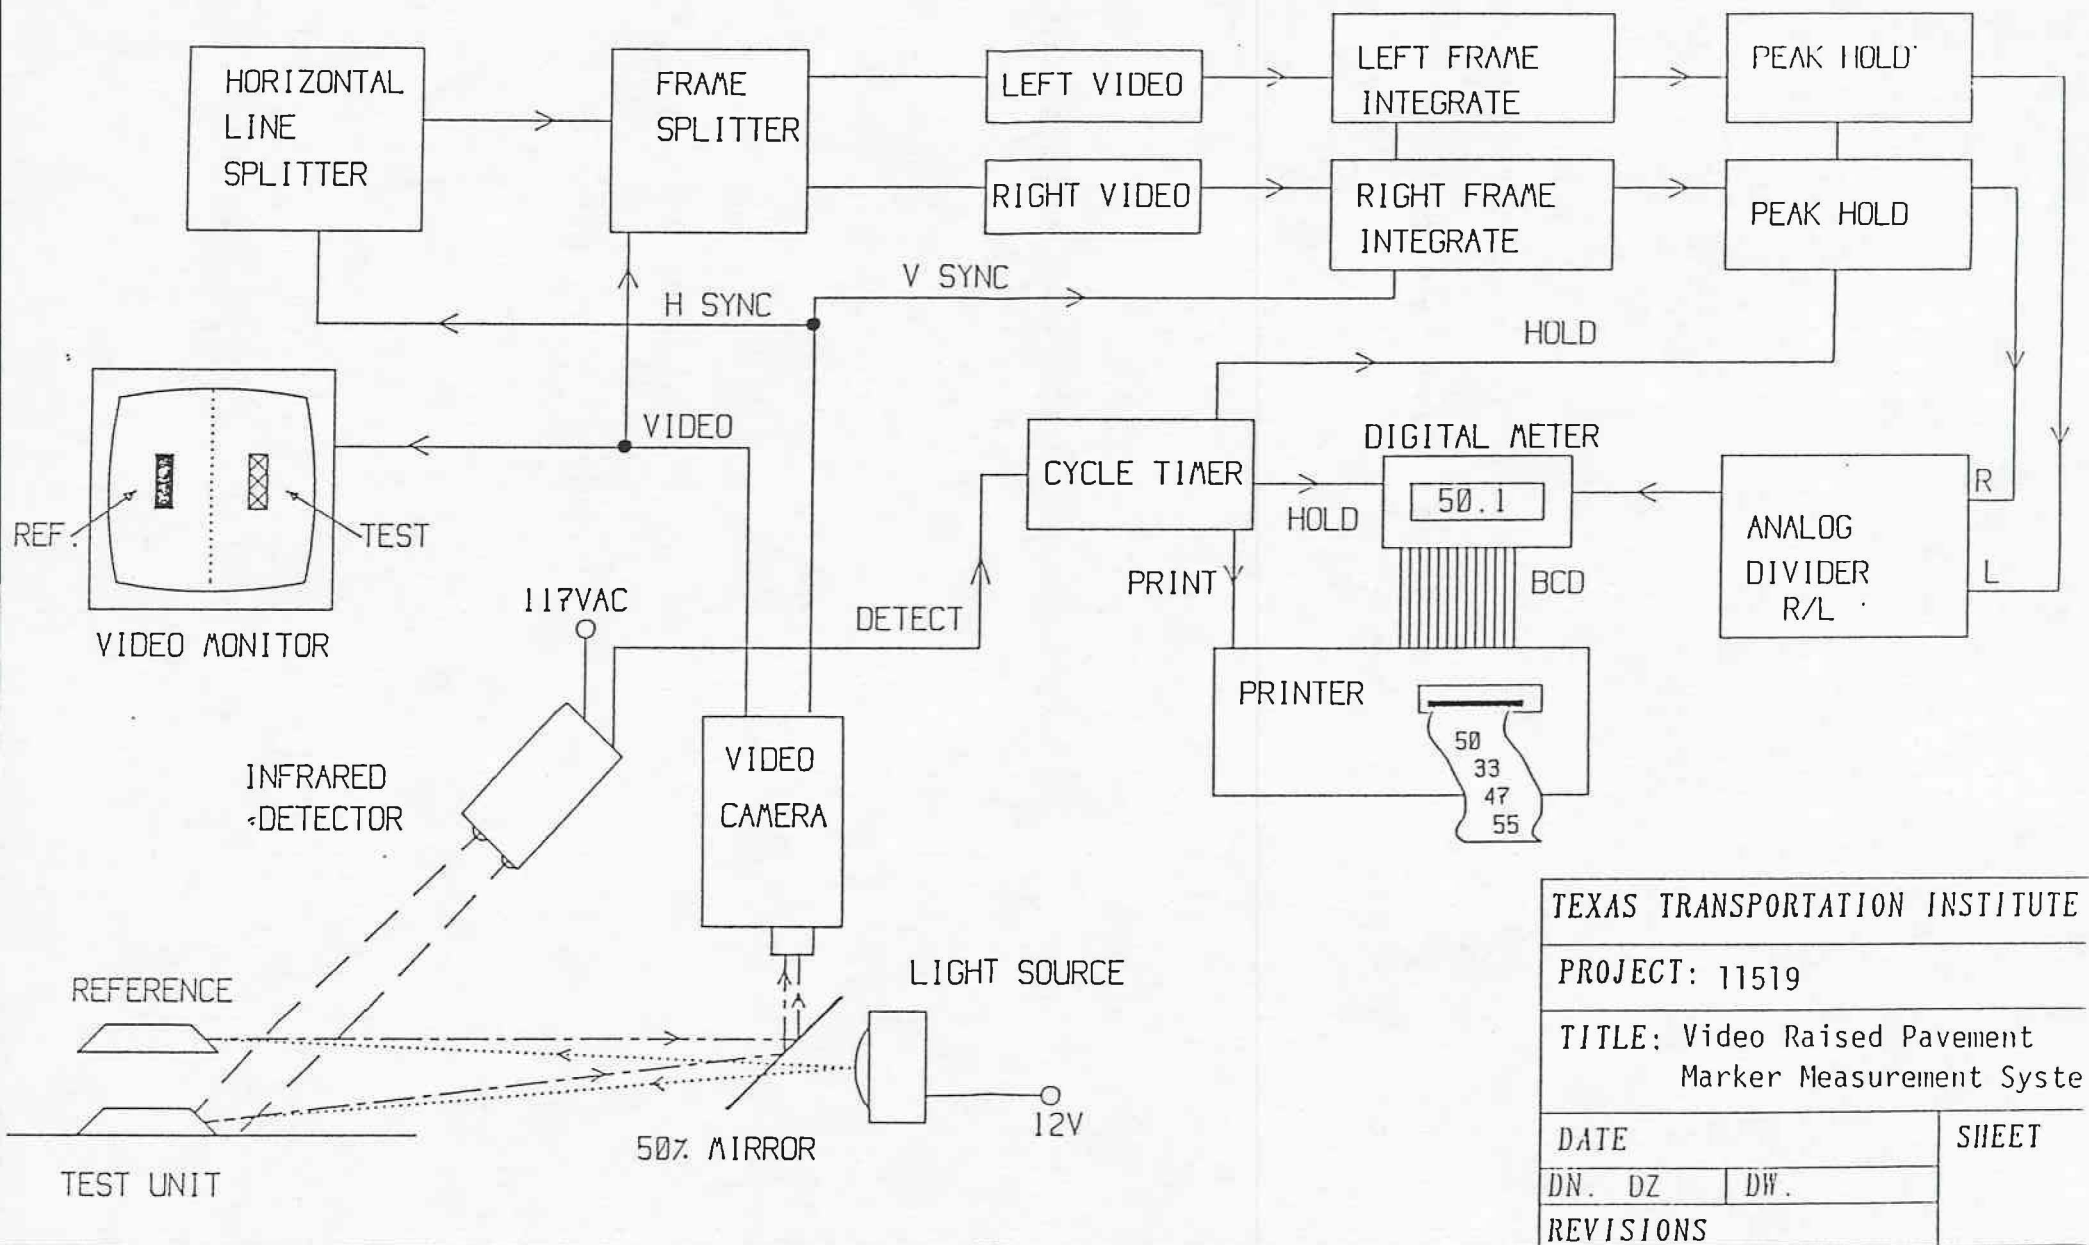 HORIZONTAL
LINE
SPLITTER
FRAME
SPLITTER
LEFT VIDEO
RIGHT VIDEO
LEFT FRAME
INTEGRATE
RIGHT FRAME
INTEGRATE
PEAK HOLD
PEAK HOLD
H SYNC
V SYNC
HOLD
VIDEO
REF.
TEST
VIDEO MONITOR
CYCLE TIMER
HOLD
PRINT
DETECT
DIGITAL METER
50.1
BCD
R
L
ANALOG
DIVIDER
R/L
117VAC
INFRARED
DETECTOR
VIDEO
CAMERA
PRINTER
50
33
47
55
REFERENCE
TEST UNIT
50% MIRROR
LIGHT SOURCE
12V
TEXAS TRANSPORTATION INSTITUTE
PROJECT: 11519
TITLE: Video Raised Pavement
Marker Measurement Syste
DATE
SHEET
DN. DZ
DW.
REVISIONS